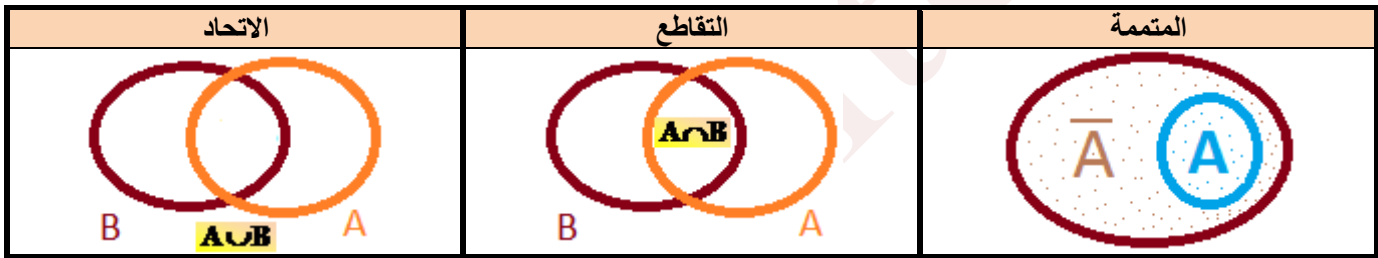 المتممة
التقاطع
الاتحاد
A̅ A
A∩B
B A
B A∪B A